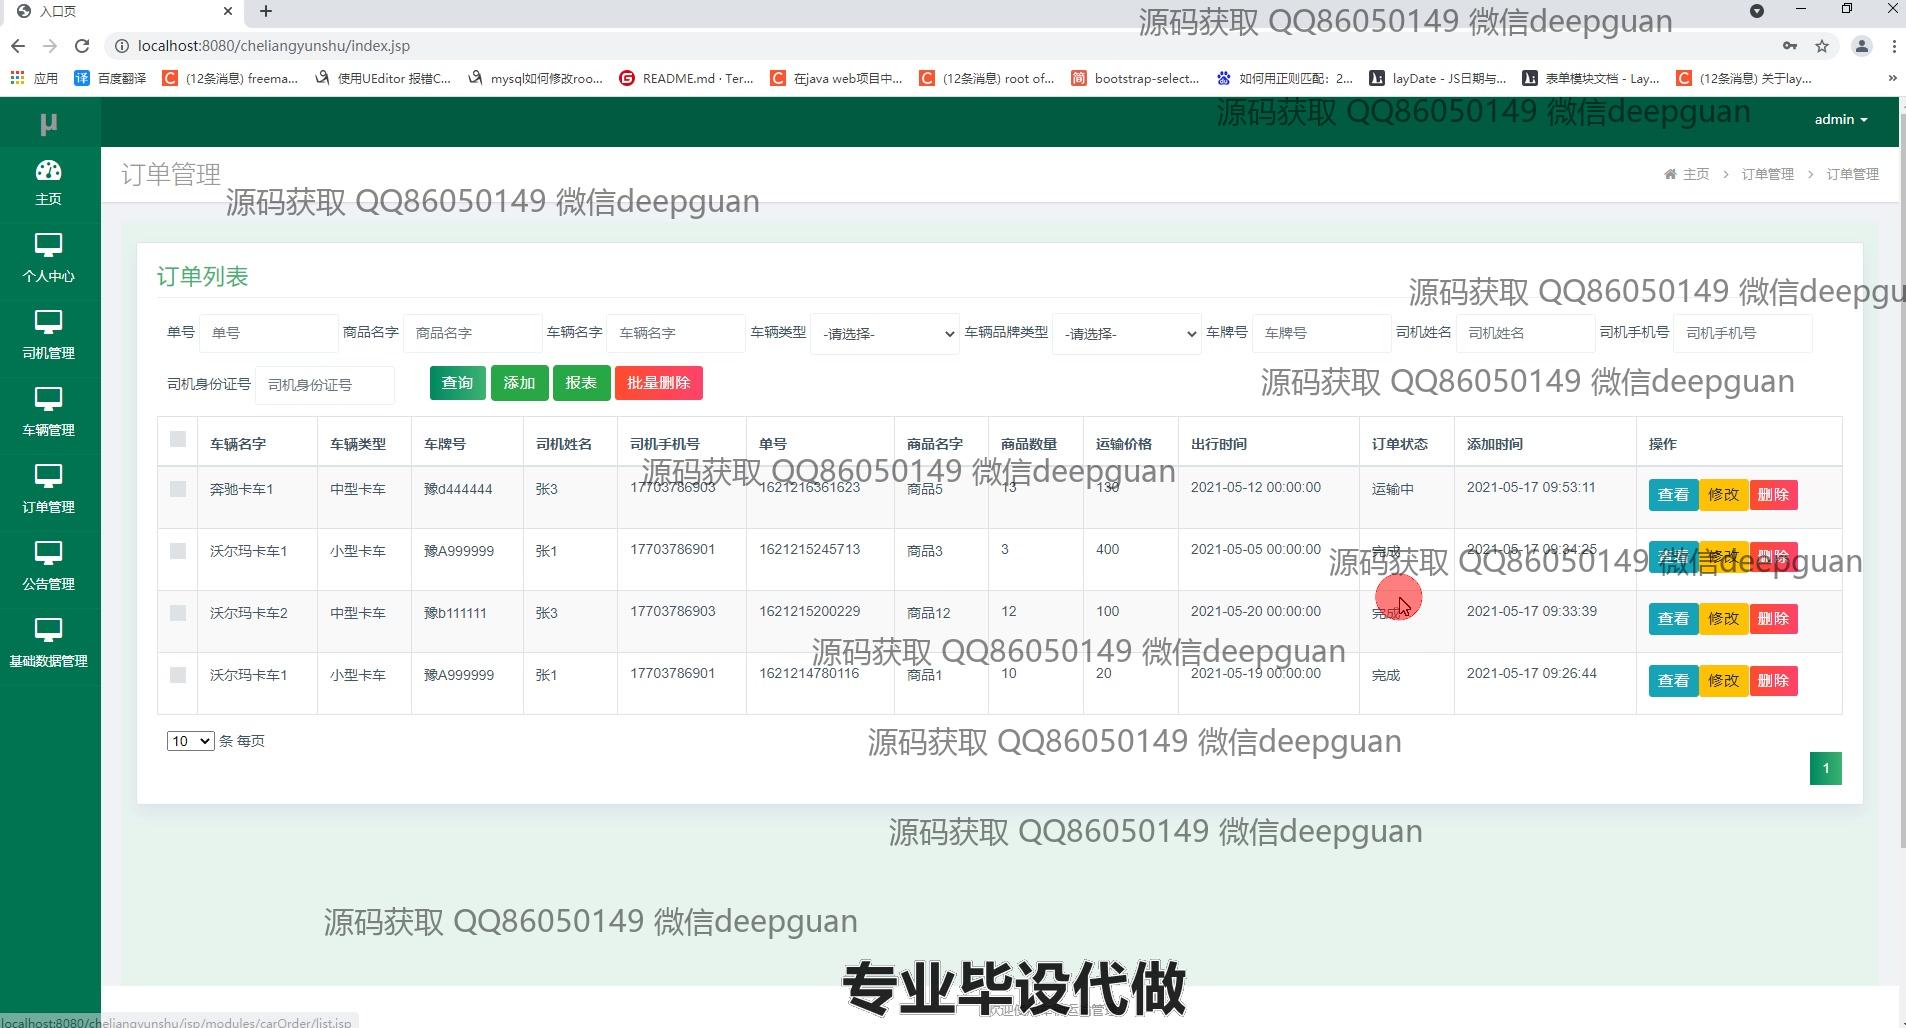 入口页
源码获取 QQ86050149 微信deepguan
localhost:8080/cheliangyunshu/index.jsp
应用 百度翻译 (12条消息) freema... 使用UEditor 报错C... mysql如何修改roo... README.md · Ter... 在java web项目中... (12条消息) root of... bootstrap-select... 如何用正则匹配：2... layDate - JS日期与... 表单模块文档 - Lay... (12条消息) 关于lay... »
源码获取 QQ86050149 微信deepguan
μ
admin
主页
订单管理
主页 > 订单管理 > 订单管理
源码获取 QQ86050149 微信deepguan
个人中心
订单列表
源码获取 QQ86050149 微信deepgu
司机管理
单号 单号 商品名字 商品名字 车辆名字 车辆名字 车辆类型 -请选择- 车辆品牌类型 -请选择- 车牌号 车牌号 司机姓名 司机姓名 司机手机号 司机手机号
司机身份证号 司机身份证号 查询 添加 报表 批量删除
源码获取 QQ86050149 微信deepguan
车辆管理
车辆名字 车辆类型 车牌号 司机姓名 司机手机号 单号 商品名字 商品数量 运输价格 出行时间 订单状态 添加时间 操作
源码获取 QQ86050149 微信deepguan
奔驰卡车1 中型卡车 豫d444444 张3 17703786903 1621216361623 商品5 13 130 2021-05-12 00:00:00 运输中 2021-05-17 09:53:11 查看 修改 删除
订单管理
沃尔玛卡车1 小型卡车 豫A999999 张1 17703786901 1621215245713 商品3 3 400 2021-05-05 00:00:00 完成 2021-05-17 09:34:25 查看 修改 删除
源码获取 QQ86050149 微信deepguan
公告管理
沃尔玛卡车2 中型卡车 豫b111111 张3 17703786903 1621215200229 商品12 12 100 2021-05-20 00:00:00 完成 2021-05-17 09:33:39 查看 修改 删除
源码获取 QQ86050149 微信deepguan
基础数据管理
沃尔玛卡车1 小型卡车 豫A999999 张1 17703786901 1621214780116 商品1 10 20 2021-05-19 00:00:00 完成 2021-05-17 09:26:44 查看 修改 删除
10 条 每页
源码获取 QQ86050149 微信deepguan
1
源码获取 QQ86050149 微信deepguan
源码获取 QQ86050149 微信deepguan
专业毕设代做
localhost:8080/cheliangyunshu/jsp/modules/carOrder/list.jsp